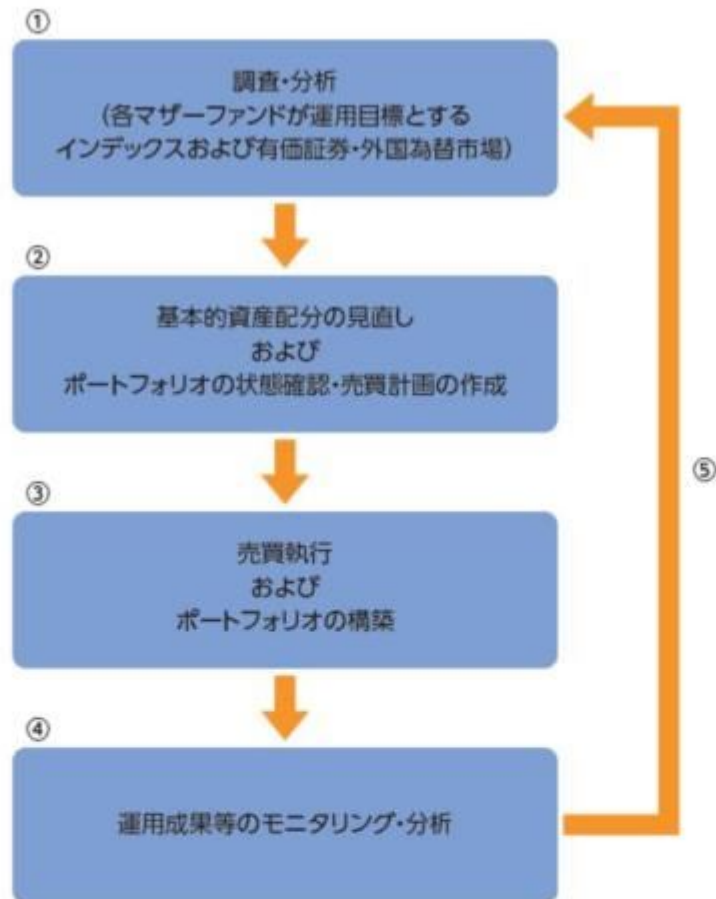 ①
調査・分析
(各マザーファンドが運用目標とする
インデックスおよび有価証券・外国為替市場)
②
基本的資産配分の見直し
および
ポートフォリオの状態確認・売買計画の作成
③
売買執行
および
ポートフォリオの構築
④
運用成果等のモニタリング・分析
⑤